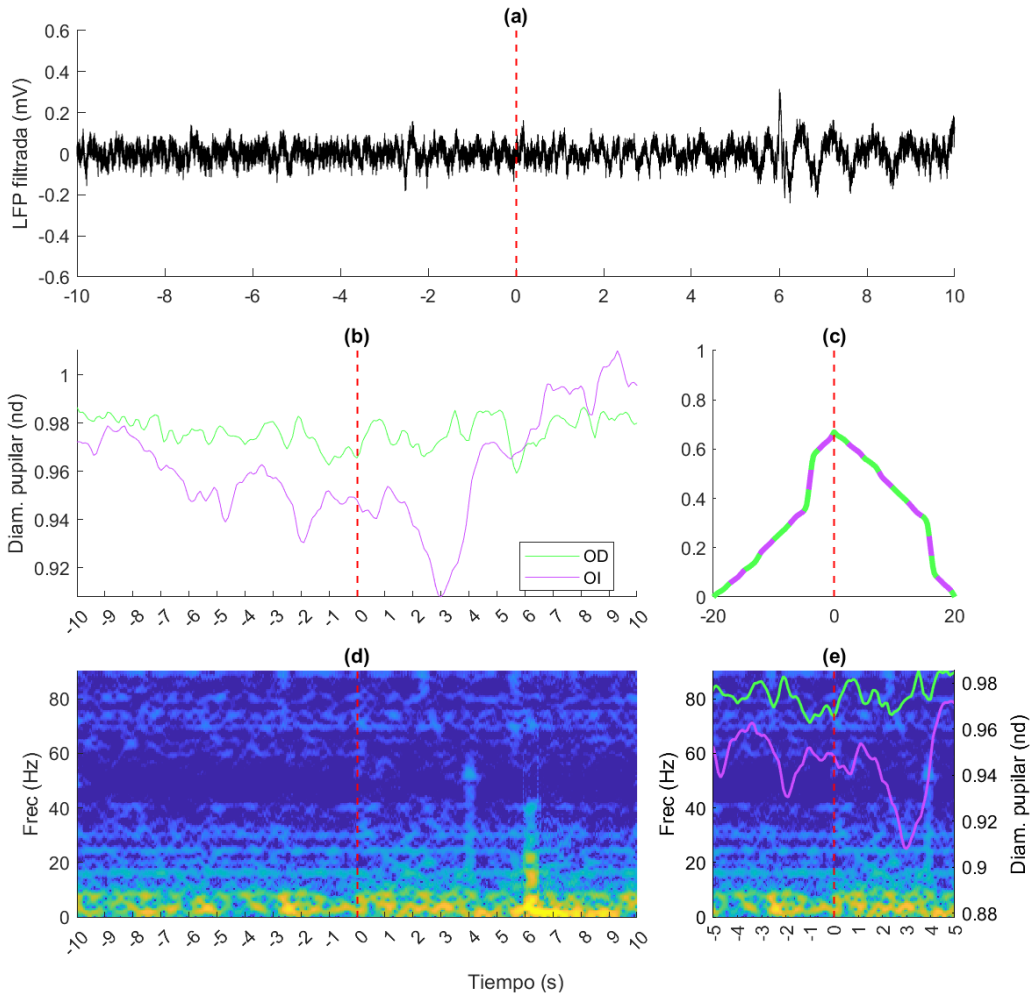 (a)
LFP filtrada (mV)
0.6
0.4
0.2
0
-0.2
-0.4
-0.6
-10 -8 -6 -4 -2 0 2 4 6 8 10
(b)
Diam. pupilar (nd)
1
0.98
0.96
0.94
0.92
OD
OI
-10 -9 -8 -7 -6 -5 -4 -3 -2 -1 0 1 2 3 4 5 6 7 8 9 10
(c)
1
0.8
0.6
0.4
0.2
0
-20 0 20
(d)
Frec (Hz)
80
60
40
20
0
-10 -9 -8 -7 -6 -5 -4 -3 -2 -1 0 1 2 3 4 5 6 7 8 9 10
(e)
Frec (Hz)
80
60
40
20
0
0.98
0.96
0.94
0.92
0.9
0.88
Diam. pupilar (nd)
-5 -4 -3 -2 -1 0 1 2 3 4 5
Tiempo (s)